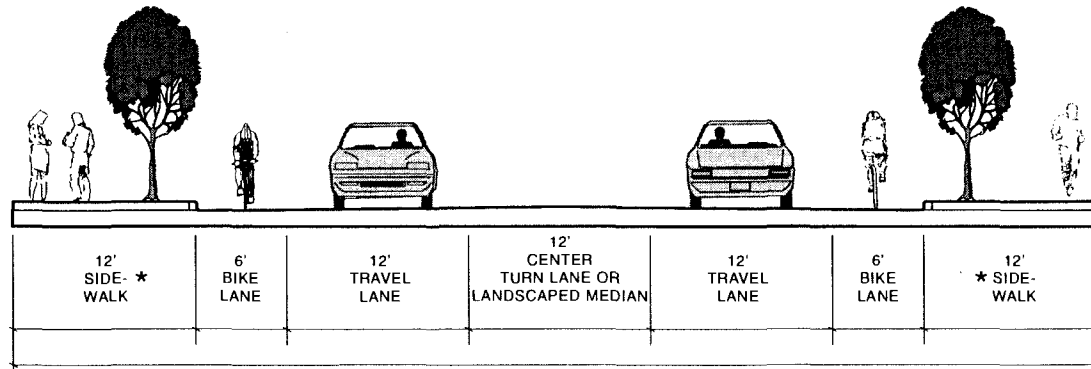 12'
SIDE- *
WALK
6'
BIKE
LANE
12'
TRAVEL
LANE
12'
CENTER
TURN LANE OR
LANDSCAPED MEDIAN
12'
TRAVEL
LANE
6'
BIKE
LANE
12'
* SIDE-
WALK